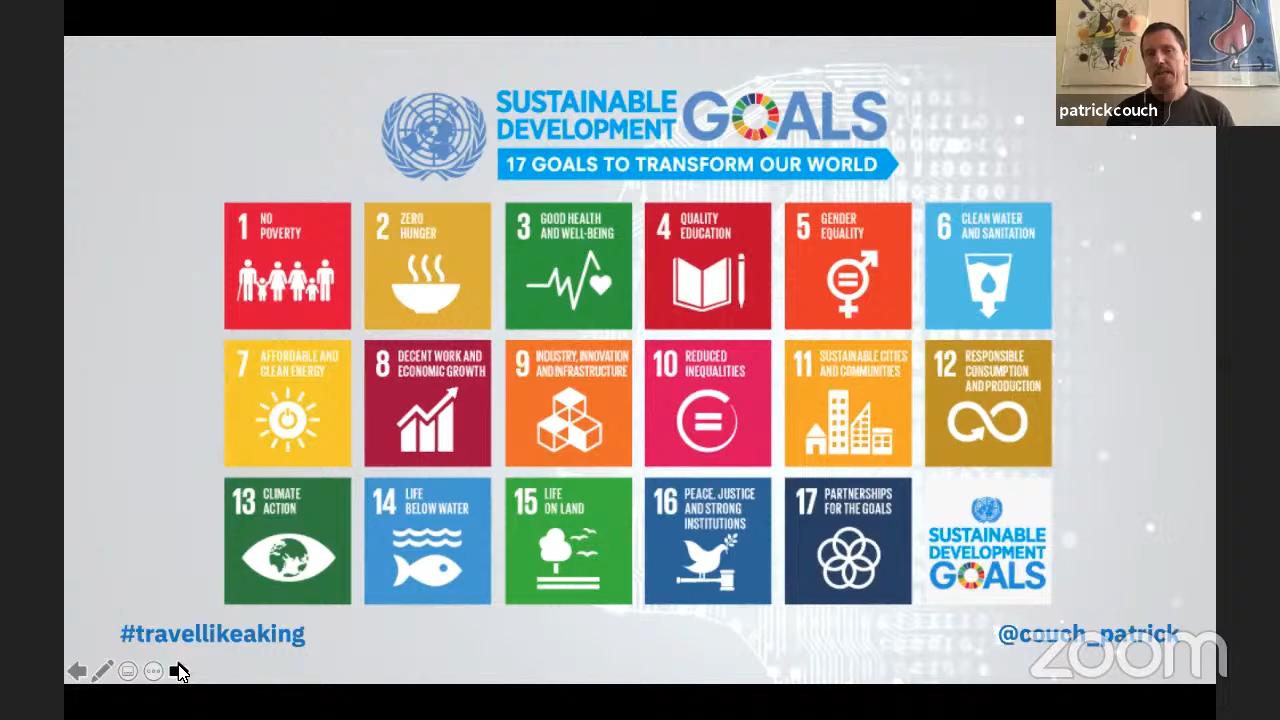 patrickcouch
SUSTAINABLE
DEVELOPMENT
GOALS
17 GOALS TO TRANSFORM OUR WORLD
1 NO
POVERTY
2 ZERO
HUNGER
3 GOOD HEALTH
AND WELL-BEING
4 QUALITY
EDUCATION
5 GENDER
EQUALITY
6 CLEAN WATER
AND SANITATION
7 AFFORDABLE AND
CLEAN ENERGY
8 DECENT WORK AND
ECONOMIC GROWTH
9 INDUSTRY, INNOVATION
AND INFRASTRUCTURE
10 REDUCED
INEQUALITIES
11 SUSTAINABLE CITIES
AND COMMUNITIES
12 RESPONSIBLE
CONSUMPTION
AND PRODUCTION
13 CLIMATE
ACTION
14 LIFE
BELOW WATER
15 LIFE
ON LAND
16 PEACE, JUSTICE
AND STRONG
INSTITUTIONS
17 PARTNERSHIPS
FOR THE GOALS
SUSTAINABLE
DEVELOPMENT
GOALS
#travellikeaking
@couch_patrick
zoom